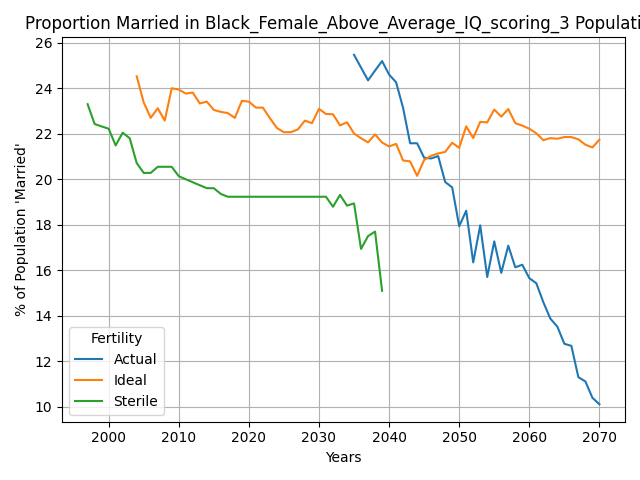 Proportion Married in Black_Female_Above_Average_IQ_scoring_3 Populati
26
24
22
20
18
16
14
12
10
% of Population 'Married'
Fertility
Actual
Ideal
Sterile
2000 2010 2020 2030 2040 2050 2060 2070
Years